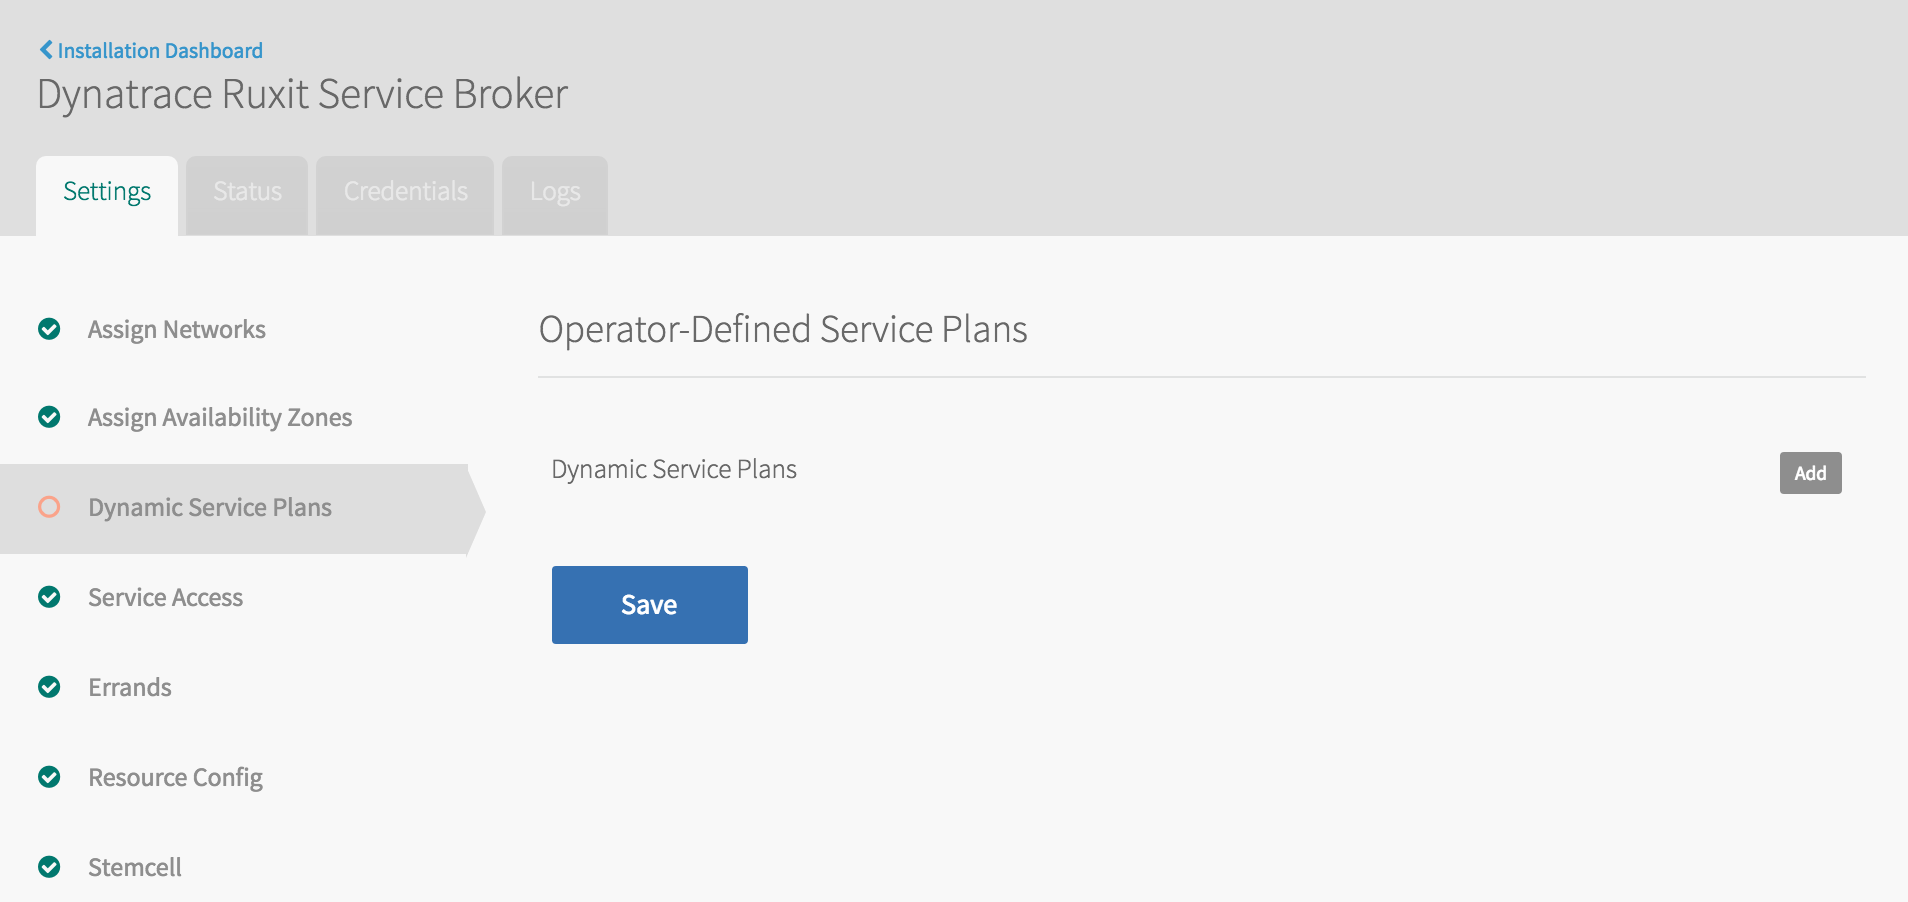 Installation Dashboard
Dynatrace Ruxit Service Broker
Settings
Status
Credentials
Logs
Assign Networks
Assign Availability Zones
Dynamic Service Plans
Service Access
Errands
Resource Config
Stemcell
Operator-Defined Service Plans
Dynamic Service Plans
Add
Save